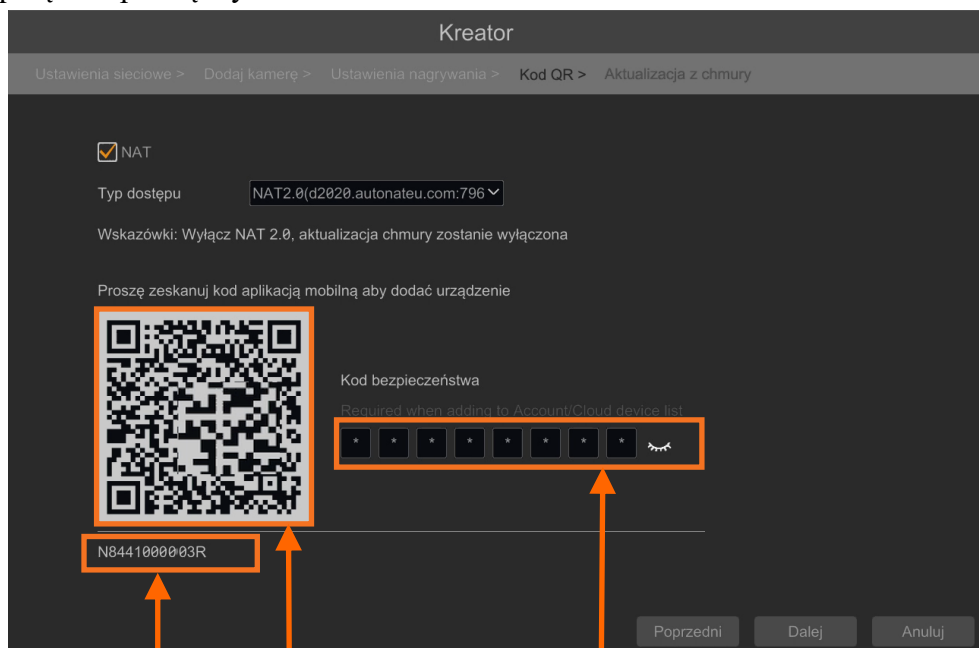 Kreator
Ustawienia sieciowe > Dodaj kamerę > Ustawienia nagrywania > Kod QR > Aktualizacja z chmury
NAT
Typ dostępu NAT2.0(d2020.autonateu.com:796
Wskazówki: Wyłącz NAT 2.0, aktualizacja chmury zostanie wyłączona
Proszę zeskanuj kod aplikacją mobilną aby dodać urządzenie
Kod bezpieczeństwa
Required when adding to Account/Cloud device list
* * * * * * * *
N8441000003R
Poprzedni Dalej Anuluj